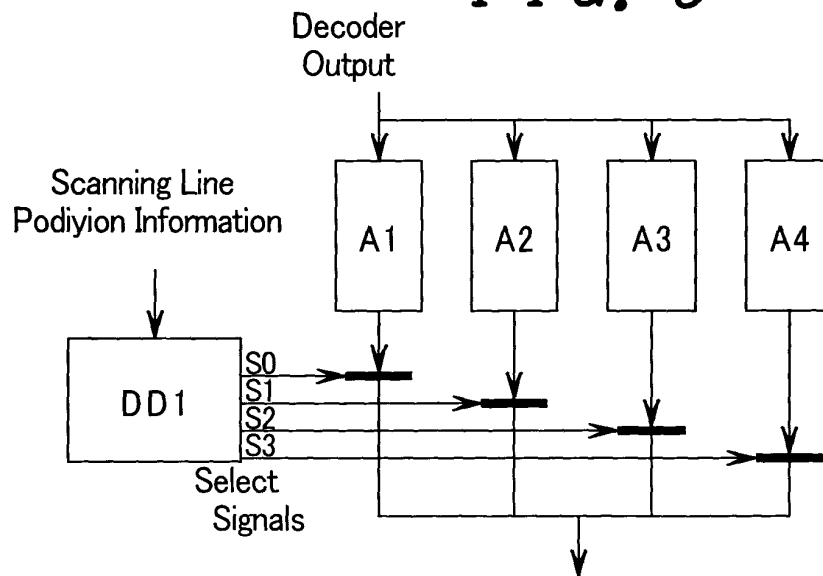 Decoder
Output
Scanning Line
Podiyion Information
A1
A2
A3
A4
DD1
S0
S1
S2
S3
Select
Signals